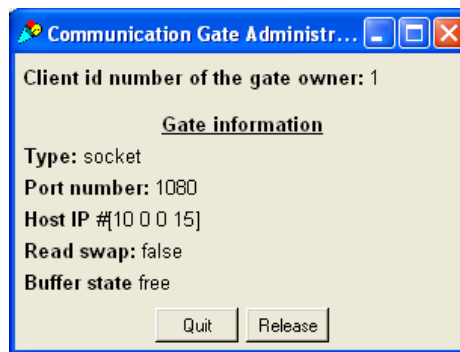 Communication Gate Administr...
Client id number of the gate owner: 1
Gate information
Type: socket
Port number: 1080
Host IP #[10 0 0 15]
Read swap: false
Buffer state free
Quit Release